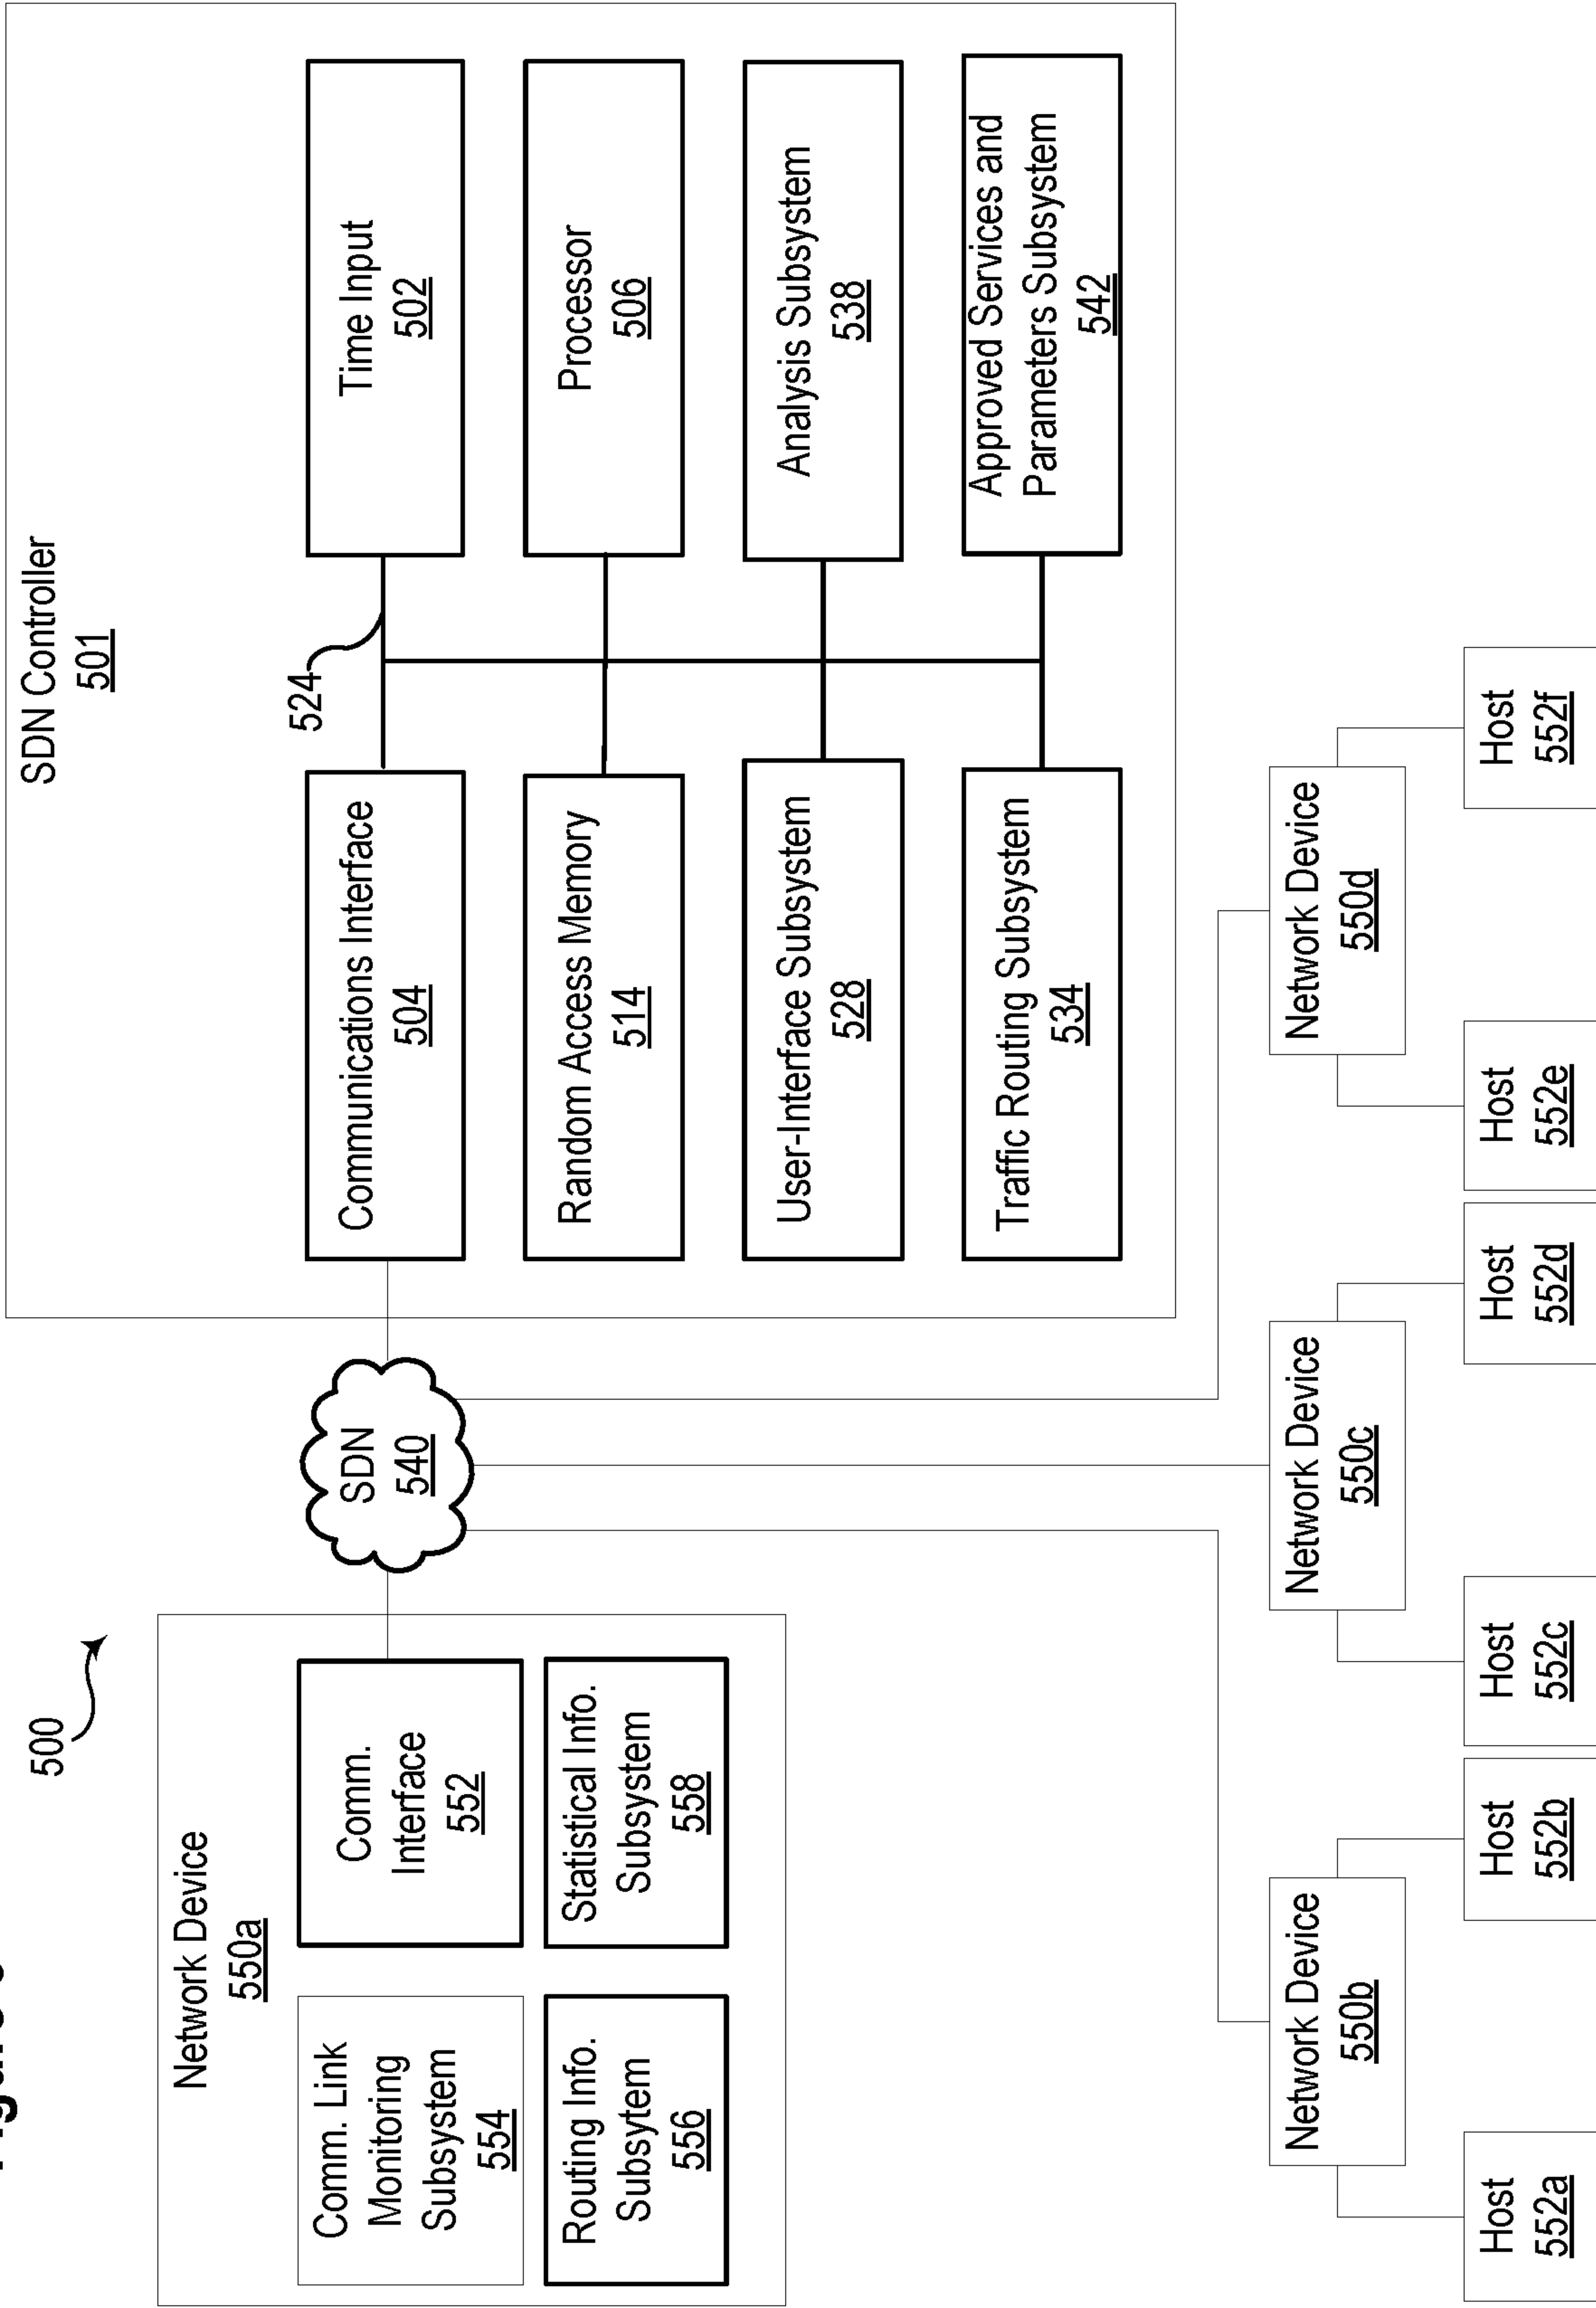 500
Network Device
550a
Comm. Link
Monitoring
Subsystem
554
Comm.
Interface
552
Routing Info.
Subsytem
556
Statistical Info.
Subsystem
558
SDN
540
SDN Controller
501
524
Communications Interface
504
Time Input
502
Random Access Memory
514
Processor
506
User-Interface Subsystem
528
Analysis Subsystem
538
Traffic Routing Subsystem
534
Approved Services and
Parameters Subsystem
542
Network Device
550b
Network Device
550c
Network Device
550d
Host
552a
Host
552b
Host
552c
Host
552d
Host
552e
Host
552f